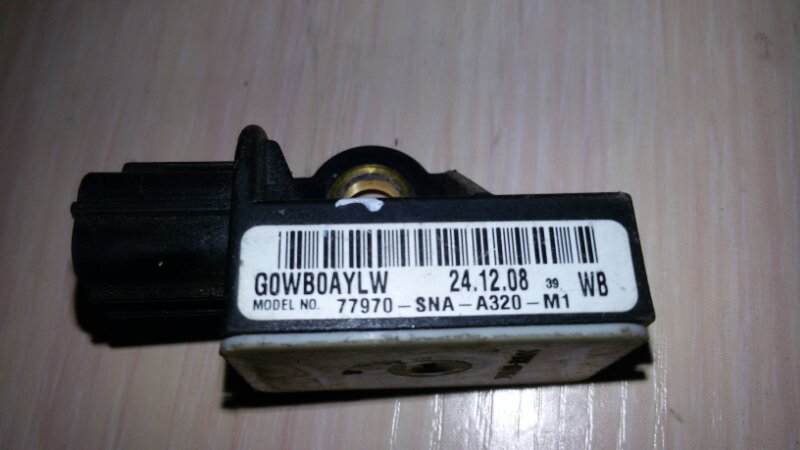 G0WB0AYLW 24.12.08 39 WB
MODEL NO. 77970-SNA-A320-M1